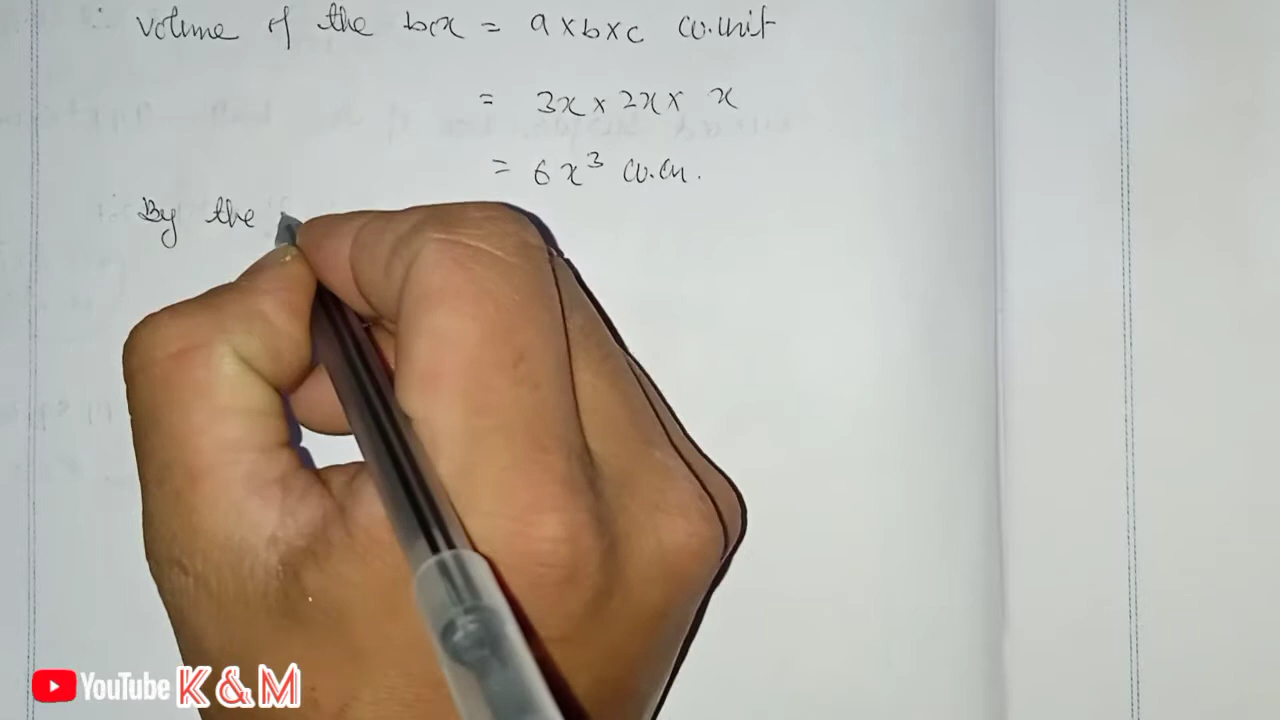 ∴ volume of the box = a×b×c cu.unit
= 3x × 2x × x
= 6x³ cu.cm.
By the
YouTube K & M